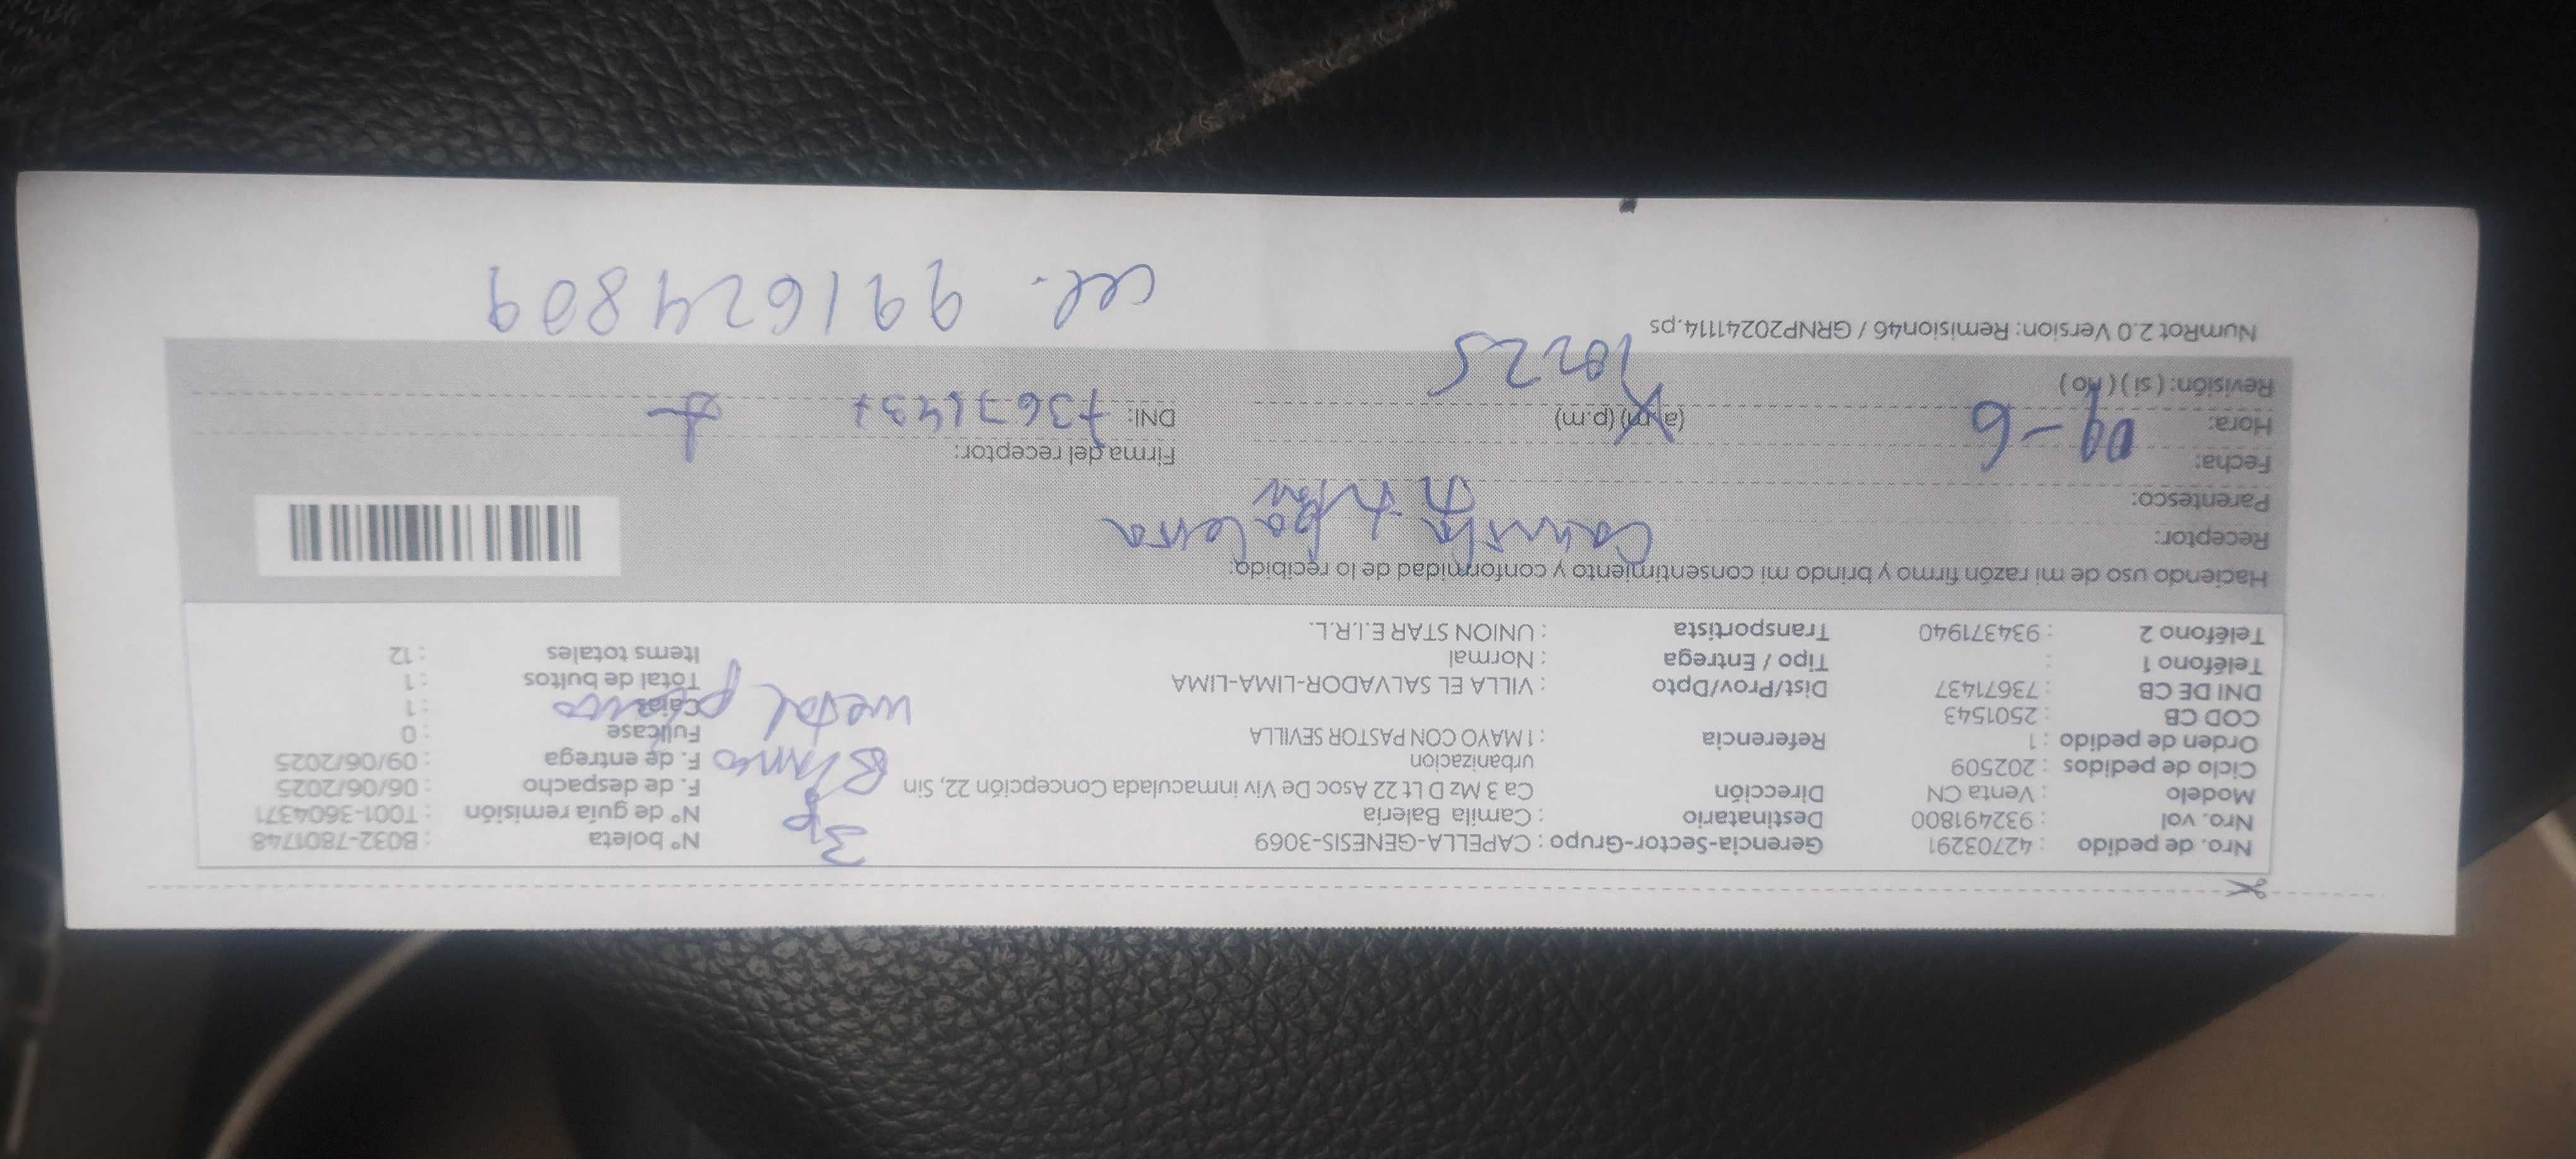 Nro. de pedido : 42703291 Gerencia-Sector-Grupo : CAPELLA-GENESIS-3069 N° boleta : B032-7801748
Nro. vol : 932491800 Destinatario : Camila Baleria 3p N° de guía remisión : T001-3604371
Modelo : Venta CN Dirección Ca 3 Mz D Lt 22 Asoc De Viv inmaculada Concepción 22, Sin F. de despacho : 06/06/2025
Ciclo de pedidos : 202509 urbanizacion Blanco F. de entrega : 09/06/2025
Orden de pedido : 1 Referencia : 1 MAYO CON PASTOR SEVILLA Fullcase : 0
COD CB : 2501543 metal Cajas : 1
DNI DE CB : 73671437 Dist/Prov/Dpto : VILLA EL SALVADOR-LIMA-LIMA Total de bultos : 1
Teléfono 1 : Tipo / Entrega : Normal Items totales : 12
Teléfono 2 : 934371940 Transportista : UNION STAR E.I.R.L.
Haciendo uso de mi razón firmo y brindo mi consentimiento y conformidad de lo recibido:
Receptor: Camila
Parentesco:
Fecha: 09-6 Firma del receptor:
Hora: (a.m) (p.m) DNI: 73671437
Revisión: ( si ) ( no ) 10225
NumRot 2.0 Version: Remision46 / GRNP20241114.ps
cel. 991624809